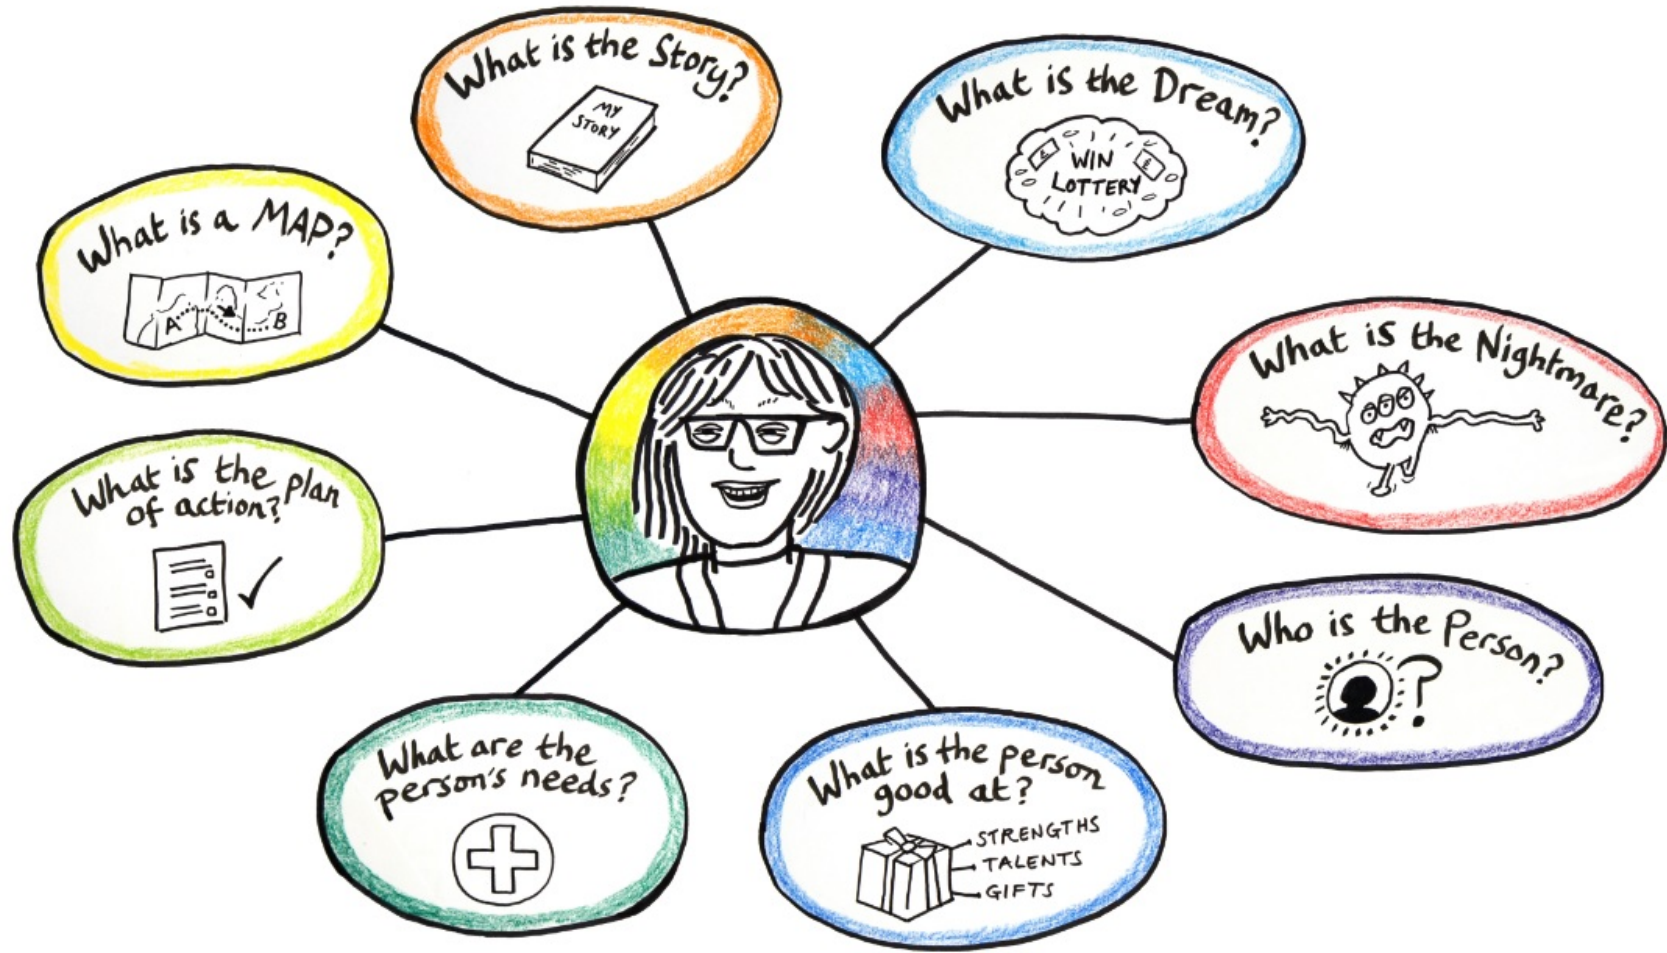 What is a MAP?
A
B
What is the Story?
MY
STORY
What is the Dream?
WIN
LOTTERY
What is the Nightmare?
Who is the Person?
?
What is the person
good at?
STRENGTHS
TALENTS
GIFTS
What are the
person's needs?
What is the plan
of action?